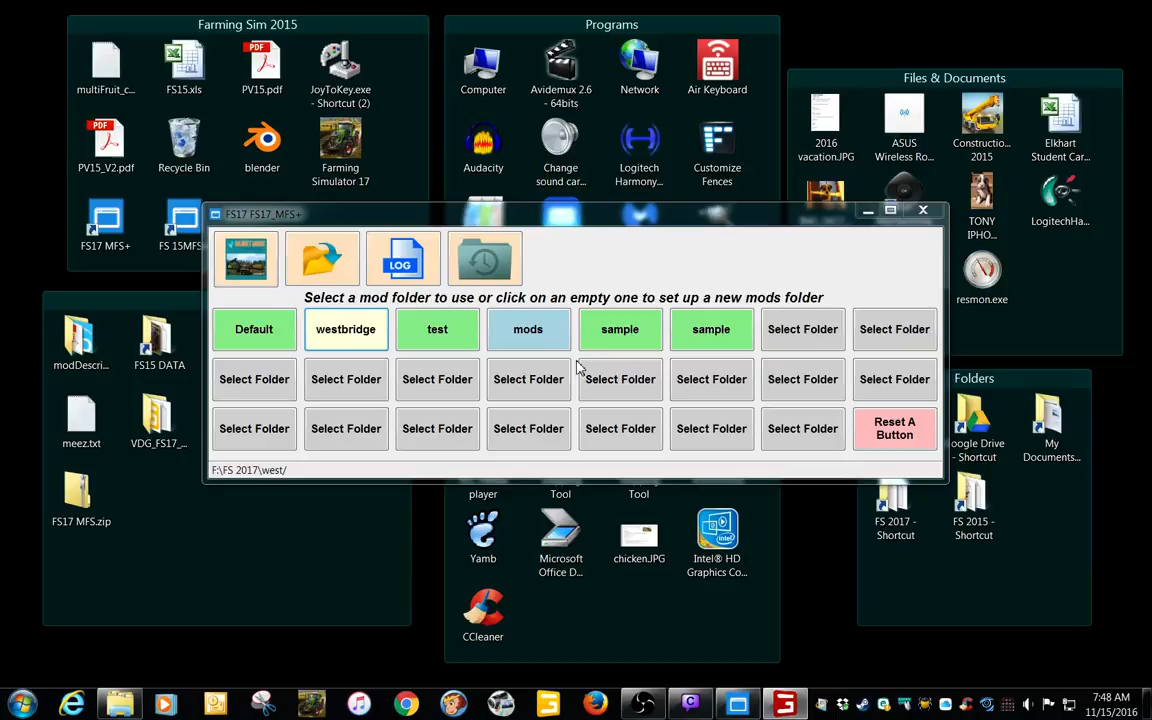 Farming Sim 2015
multiFruit_c...
FS15.xls
PV15.pdf
JoyToKey.exe
- Shortcut (2)
PV15_V2.pdf
Recycle Bin
blender
Farming
Simulator 17
FS17 MFS+
FS 15MFS
Programs
Computer
Avidemux 2.6
- 64bits
Network
Air Keyboard
Audacity
Change
sound car...
Logitech
Harmony...
Customize
Fences
Files & Documents
2016
vacation.JPG
ASUS
Wireless Ro...
Constructio...
2015
Elkhart
Student Car...
TONY
IPHO...
LogitechHa...
resmon.exe
FS17 FS17_MFS+
LOG
Select a mod folder to use or click on an empty one to set up a new mods folder
Default westbridge test mods sample sample Select Folder Select Folder
Select Folder Select Folder Select Folder Select Folder Select Folder Select Folder Select Folder Select Folder
Select Folder Select Folder Select Folder Select Folder Select Folder Select Folder Select Folder Reset A
Button
F:\FS 2017\west/
modDescri...
FS15 DATA
meez.txt
VDG_FS17_...
FS17 MFS.zip
player
Tool
Tool
Yamb
Microsoft
Office D...
chicken.JPG
Intel® HD
Graphics Co...
CCleaner
Folders
oogle Drive
- Shortcut
My
Documents...
FS 2017 -
Shortcut
FS 2015 -
Shortcut
7:48 AM
11/15/2016